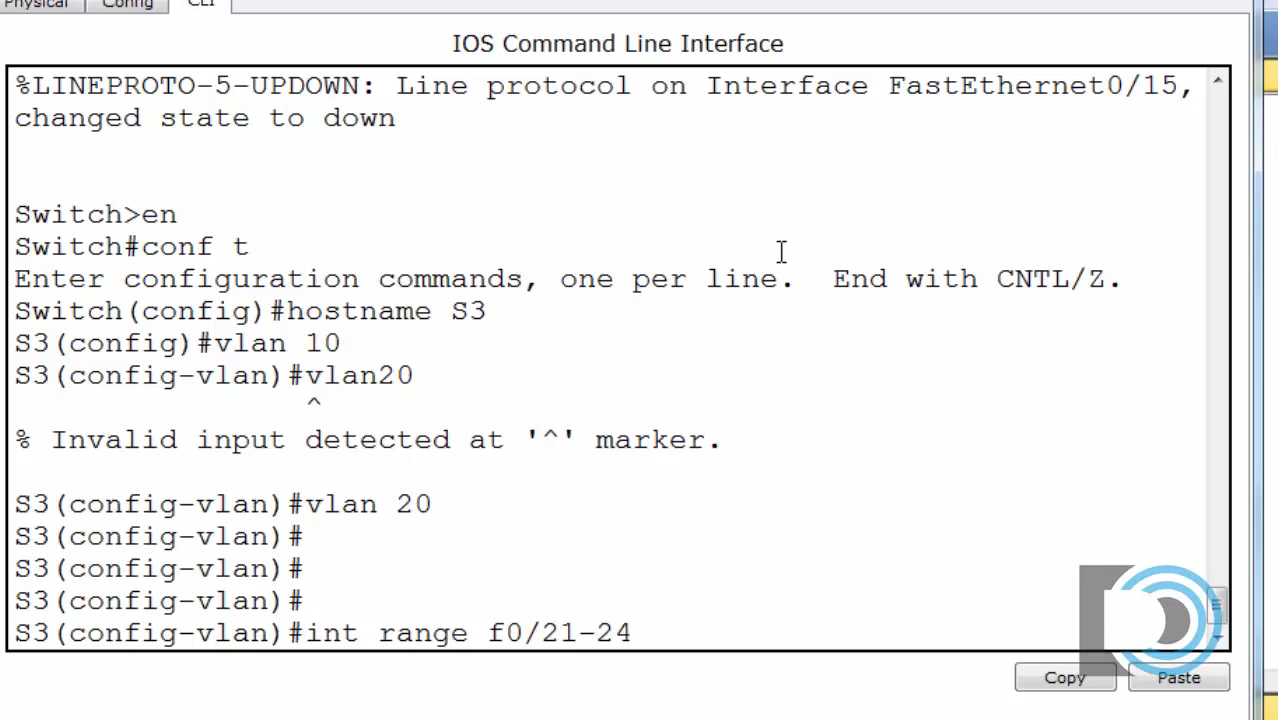 Physical Config CLI
IOS Command Line Interface
%LINEPROTO-5-UPDOWN: Line protocol on Interface FastEthernet0/15,
changed state to down
Switch>en
Switch#conf t
Enter configuration commands, one per line.  End with CNTL/Z.
Switch(config)#hostname S3
S3(config)#vlan 10
S3(config-vlan)#vlan20
^
% Invalid input detected at '^' marker.
S3(config-vlan)#vlan 20
S3(config-vlan)#
S3(config-vlan)#
S3(config-vlan)#
S3(config-vlan)#int range f0/21-24
Copy Paste